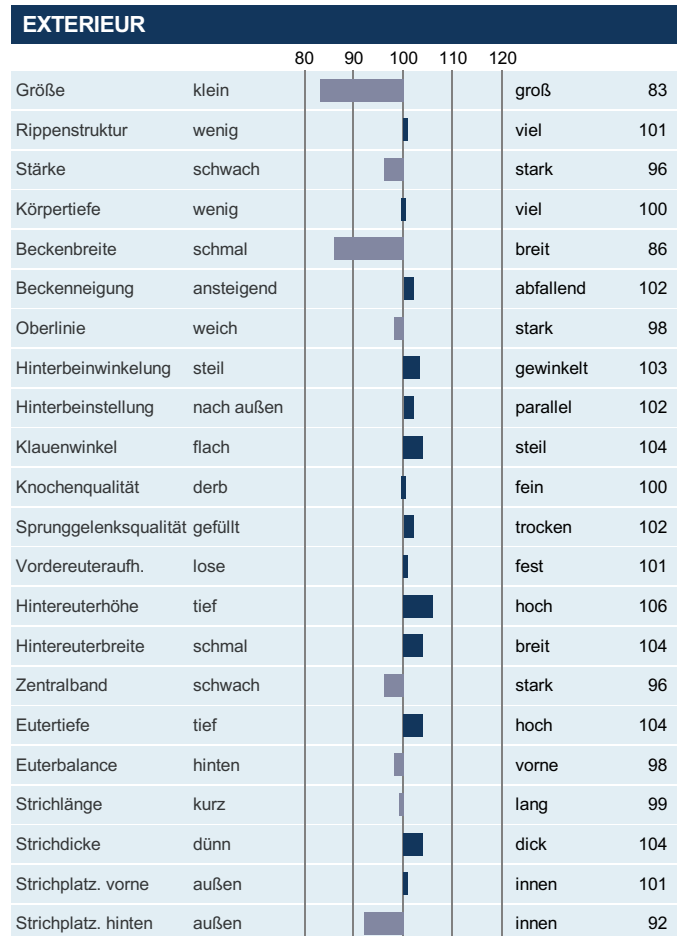 EXTERIEUR
80 90 100 110 120
Größe klein groß 83
Rippenstruktur wenig viel 101
Stärke schwach stark 96
Körpertiefe wenig viel 100
Beckenbreite schmal breit 86
Beckenneigung ansteigend abfallend 102
Oberlinie weich stark 98
Hinterbeinwinkelung steil gewinkelt 103
Hinterbeinstellung nach außen parallel 102
Klauenwinkel flach steil 104
Knochenqualität derb fein 100
Sprunggelenksqualität gefüllt trocken 102
Vordereuteraufh. lose fest 101
Hintereuterhöhe tief hoch 106
Hintereuterbreite schmal breit 104
Zentralband schwach stark 96
Eutertiefe tief hoch 104
Euterbalance hinten vorne 98
Strichlänge kurz lang 99
Strichdicke dünn dick 104
Strichplatz. vorne außen innen 101
Strichplatz. hinten außen innen 92